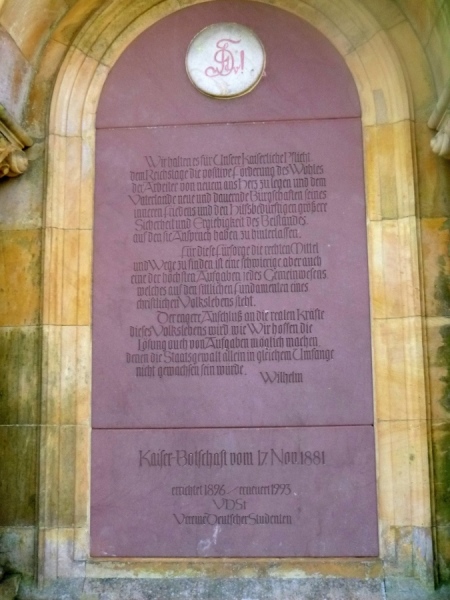 Wir halten es für Unsere Kaiserliche Pflicht
dem Reichstage die positive Förderung des Wohles
der Arbeiter von neuem ans Herz zu legen und dem
Vaterlande neue und dauernde Bürgschaften seines
inneren Friedens und den Hilfsbedürftigen größere
Sicherheit und Ergiebigkeit des Beistandes
auf den sie Anspruch haben zu hinterlassen.
Für diese Fürsorge die rechten Mittel
und Wege zu finden ist eine schwierige aber auch
eine der höchsten Aufgaben jedes Gemeinwesens
welches auf den sittlichen Fundamenten eines
christlichen Volkslebens steht.
Der engere Anschluß an die realen Kräfte
dieses Volkslebens wird wie Wir hoffen die
Lösung auch von Aufgaben möglich machen
denen die Staatsgewalt allein in gleichem Umfange
nicht gewachsen sein würde.
Wilhelm
Kaiser-Botschaft vom 17 Nov. 1881
errichtet 1896 / erneuert 1993
VDSt
Vereine Deutscher Studenten